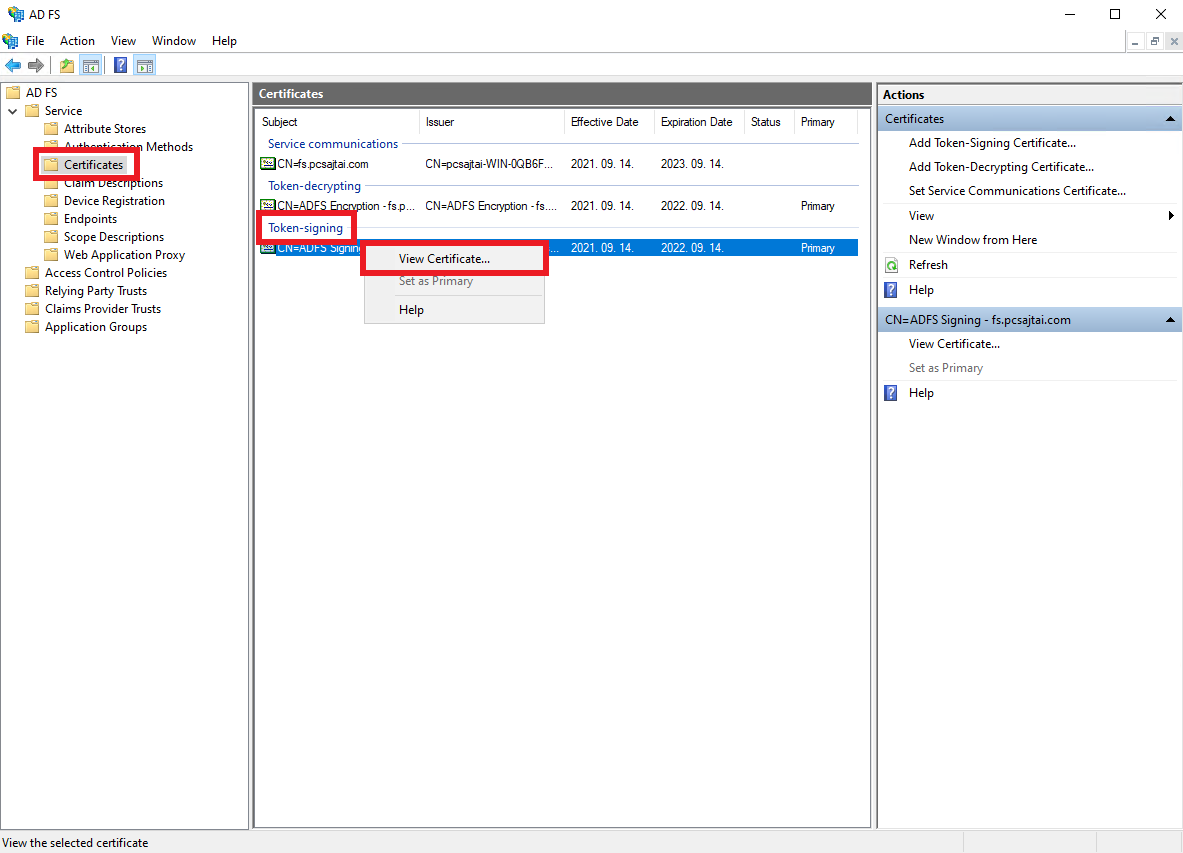 AD FS
File Action View Window Help
AD FS
Service
Attribute Stores
Authentication Methods
Certificates
Claim Descriptions
Device Registration
Endpoints
Scope Descriptions
Web Application Proxy
Access Control Policies
Relying Party Trusts
Claims Provider Trusts
Application Groups
Certificates
Subject Issuer Effective Date Expiration Date Status Primary
Service communications
CN=fs.pcsajtai.com CN=pcsajtai-WIN-0QB6F... 2021. 09. 14. 2023. 09. 14.
Token-decrypting
CN=ADFS Encryption - fs.p... CN=ADFS Encryption - fs.... 2021. 09. 14. 2022. 09. 14. Primary
Token-signing
CN=ADFS Signing ... 2021. 09. 14. 2022. 09. 14. Primary
View Certificate...
Set as Primary
Help
Actions
Certificates
Add Token-Signing Certificate...
Add Token-Decrypting Certificate...
Set Service Communications Certificate...
View
New Window from Here
Refresh
Help
CN=ADFS Signing - fs.pcsajtai.com
View Certificate...
Set as Primary
Help
View the selected certificate